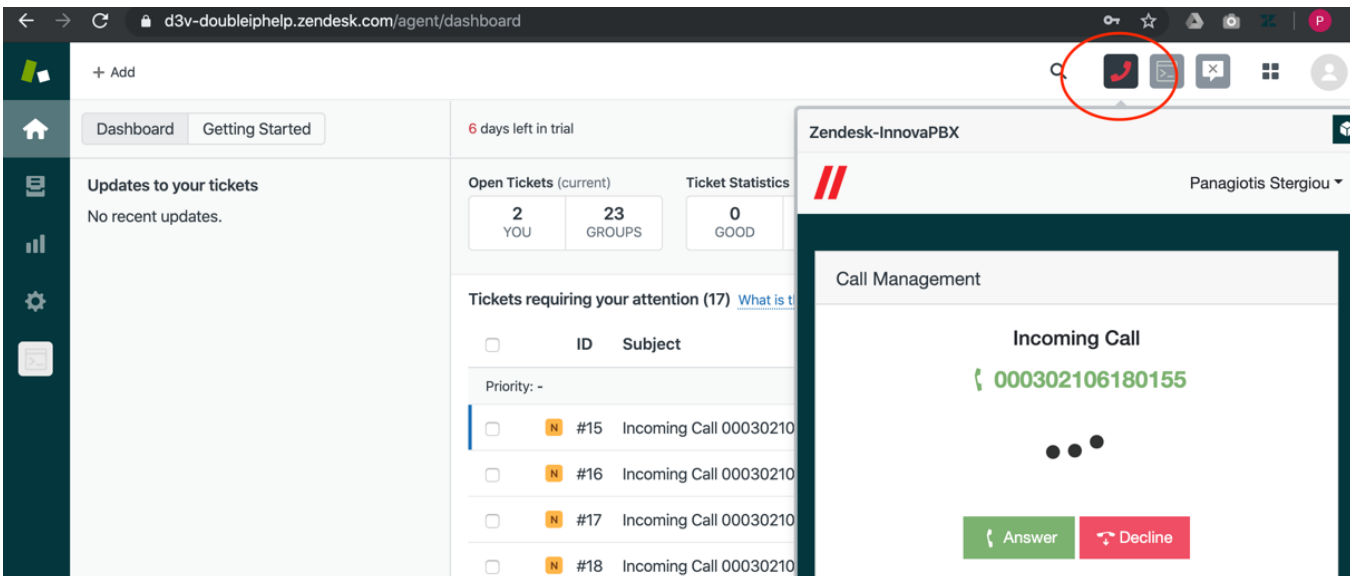 d3v-doubleiphelp.zendesk.com/agent/dashboard
P
+ Add
Dashboard Getting Started
Updates to your tickets
No recent updates.
6 days left in trial
Open Tickets (current) Ticket Statistics
2 23 0
YOU GROUPS GOOD
Tickets requiring your attention (17) What is t
ID Subject
Priority: -
N #15 Incoming Call 00030210
N #16 Incoming Call 00030210
N #17 Incoming Call 00030210
N #18 Incoming Call 00030210
Zendesk-InnovaPBX
Panagiotis Stergiou
Call Management
Incoming Call
000302106180155
Answer Decline